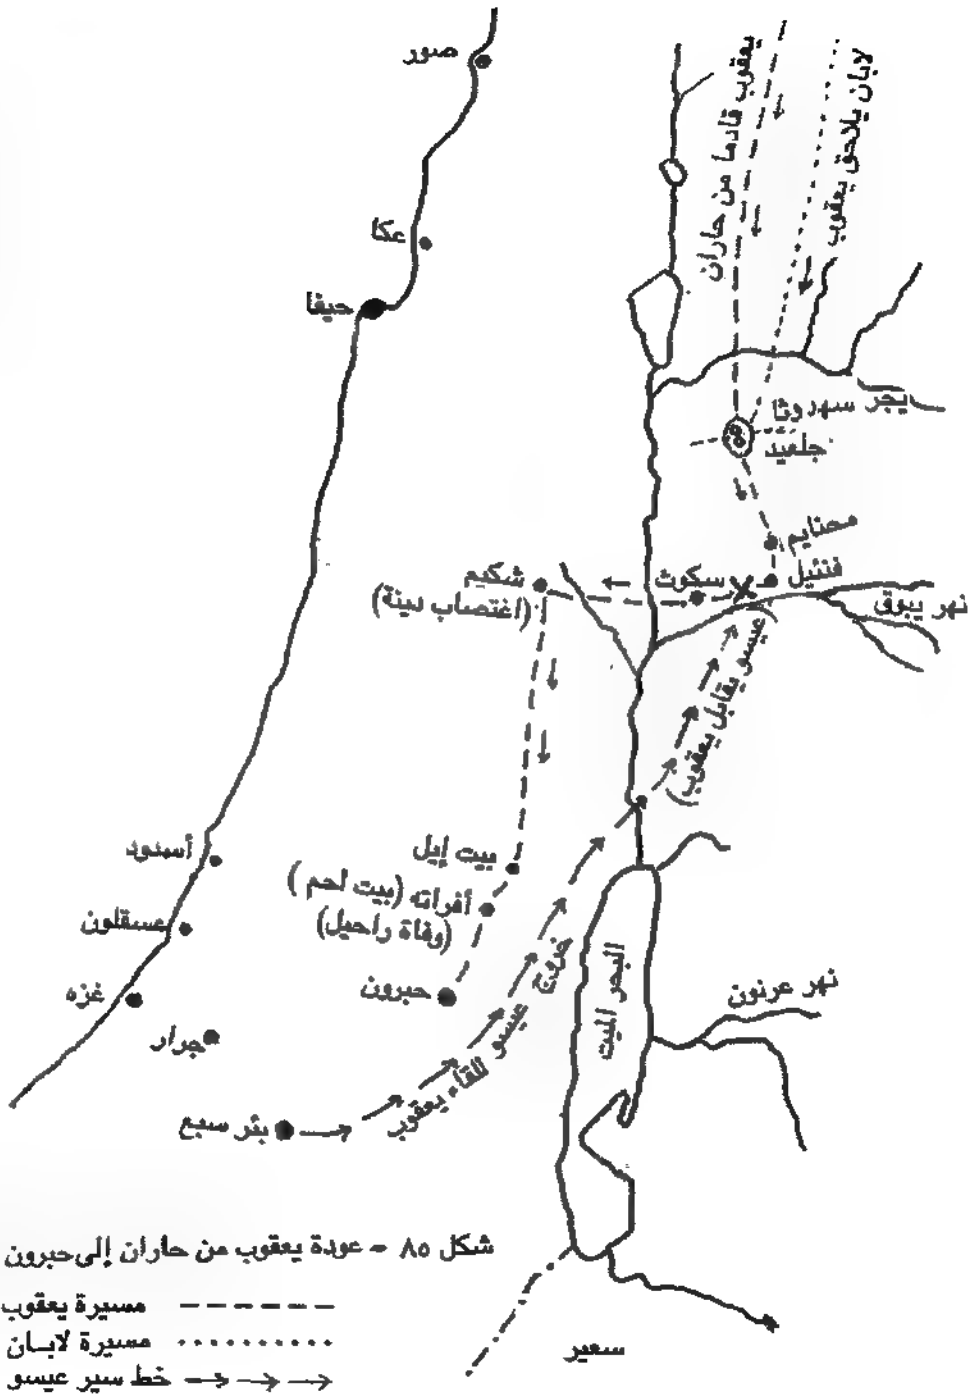 صور
يعقوب قادما من حاران
لابان يلاحق يعقوب
عكا
حيفا
يجر سهدوثا
جلعيد
محنايم
فنئيل
نهر يبوق
سكوث
شكيم
(اغتصاب دينة)
(عيسو يقابل يعقوب)
أسدود
بيت إيل
أفراته (بيت لحم)
(وفاة راحيل)
عسقلون
غزه
حبرون
جرار
خروج عيسو للقاء يعقوب
البحر الميت
نهر عرنون
بئر سبع
شكل ٨٥ - عودة يعقوب من حاران إلى حبرون
مسيرة يعقوب
مسيرة لابـان
خط سير عيسو
سعير